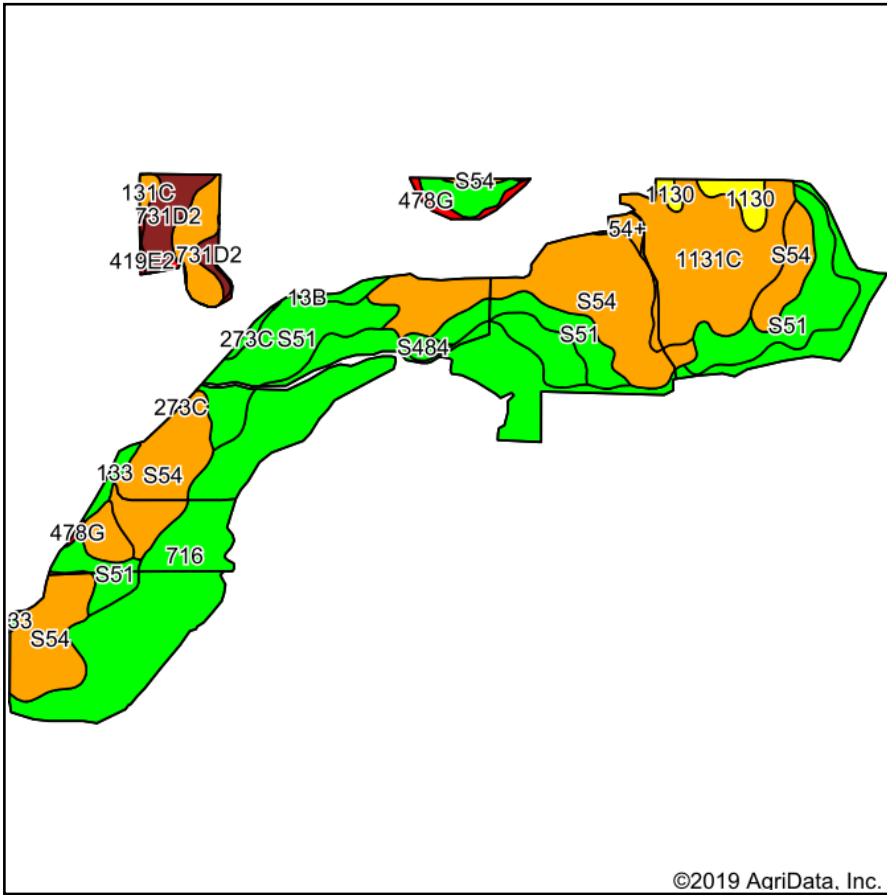 S54
131C
478G
1130
1130
731D2
54+
S54
419E2
731D2
1131C
13B
S54
S51
S51
273C
S51
S484
273C
133
S54
478G
716
S51
33
S54
©2019 AgriData, Inc.